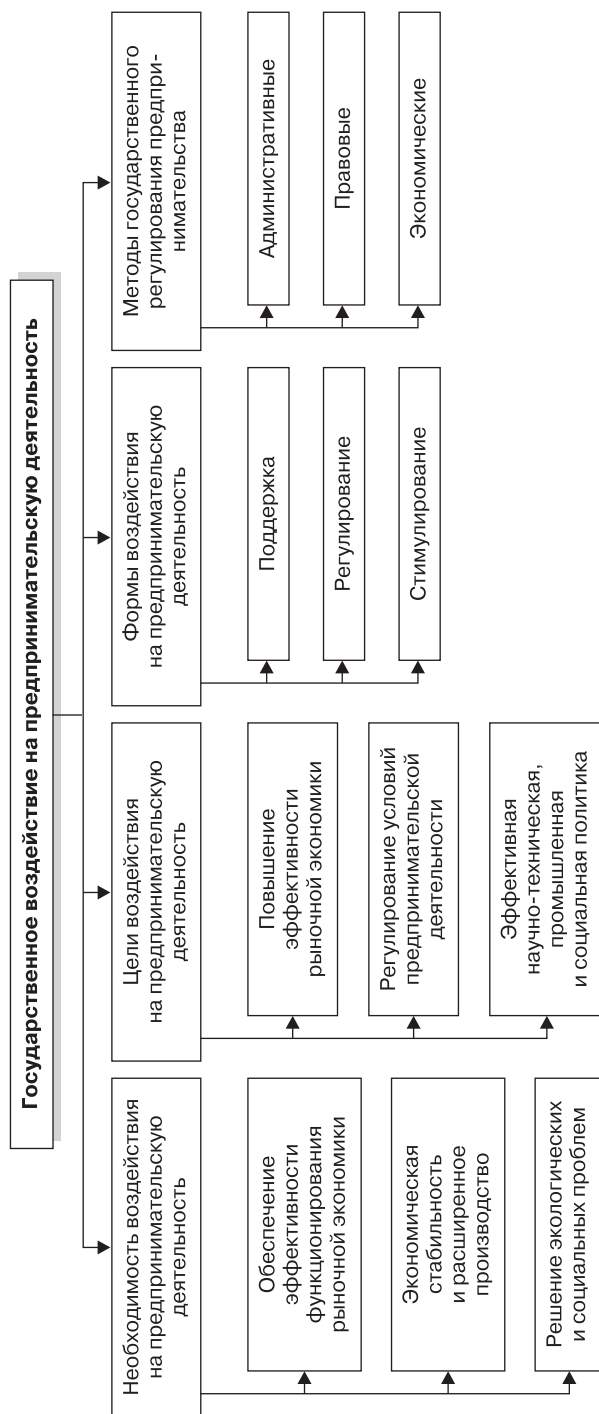 Государственное воздействие на предпринимательскую деятельность
Необходимость воздействия
на предпринимательскую
деятельность
Обеспечение
эффективности
функционирования
рыночной экономики
Экономическая
стабильность
и расширенное
производство
Решение экологических
и социальных проблем
Цели воздействия
на предпринимательскую
деятельность
Повышение
эффективности
рыночной экономики
Регулирование условий
предпринимательской
деятельности
Эффективная
научно-техническая,
промышленная
и социальная политика
Формы воздействия
на предпринимательскую
деятельность
Поддержка
Регулирование
Стимулирование
Методы государственного
регулирования предпри-
нимательства
Административные
Правовые
Экономические